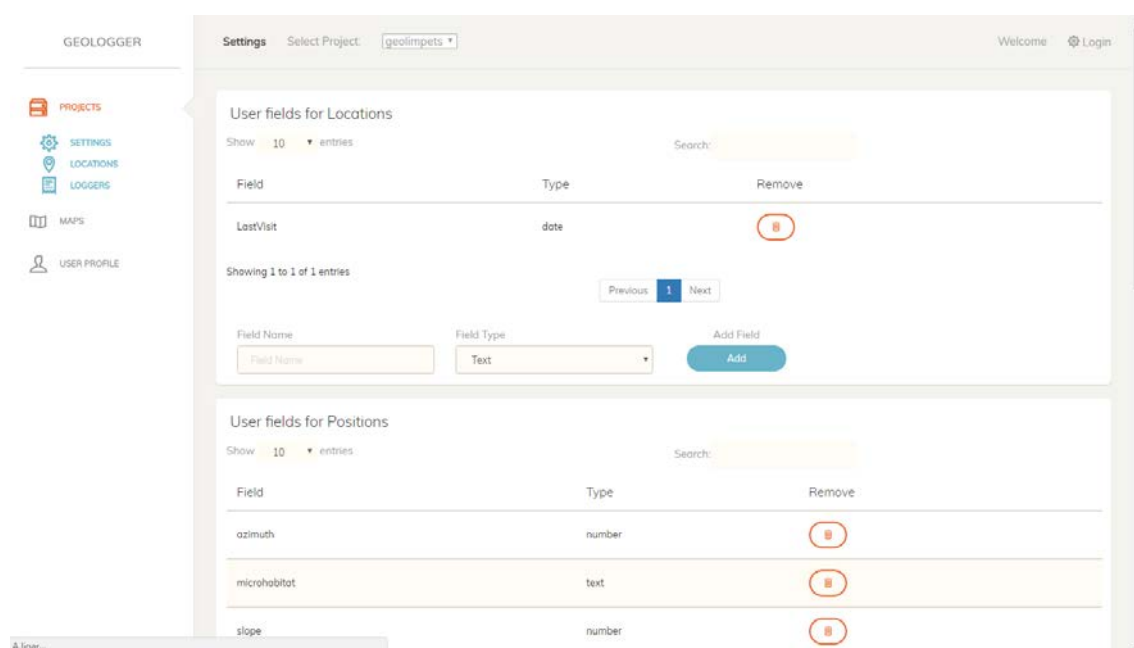 GEOLOGGER
Settings Select Project: geolimpets
Welcome Login
PROJECTS
SETTINGS
LOCATIONS
LOGGERS
MAPS
USER PROFILE
User fields for Locations
Show 10 entries Search:
Field Type Remove
LastVisit date
Showing 1 to 1 of 1 entries
Previous 1 Next
Field Name Field Type Add Field
Field Name Text Add
User fields for Positions
Show 10 entries Search:
Field Type Remove
azimuth number
microhabitat text
slope number